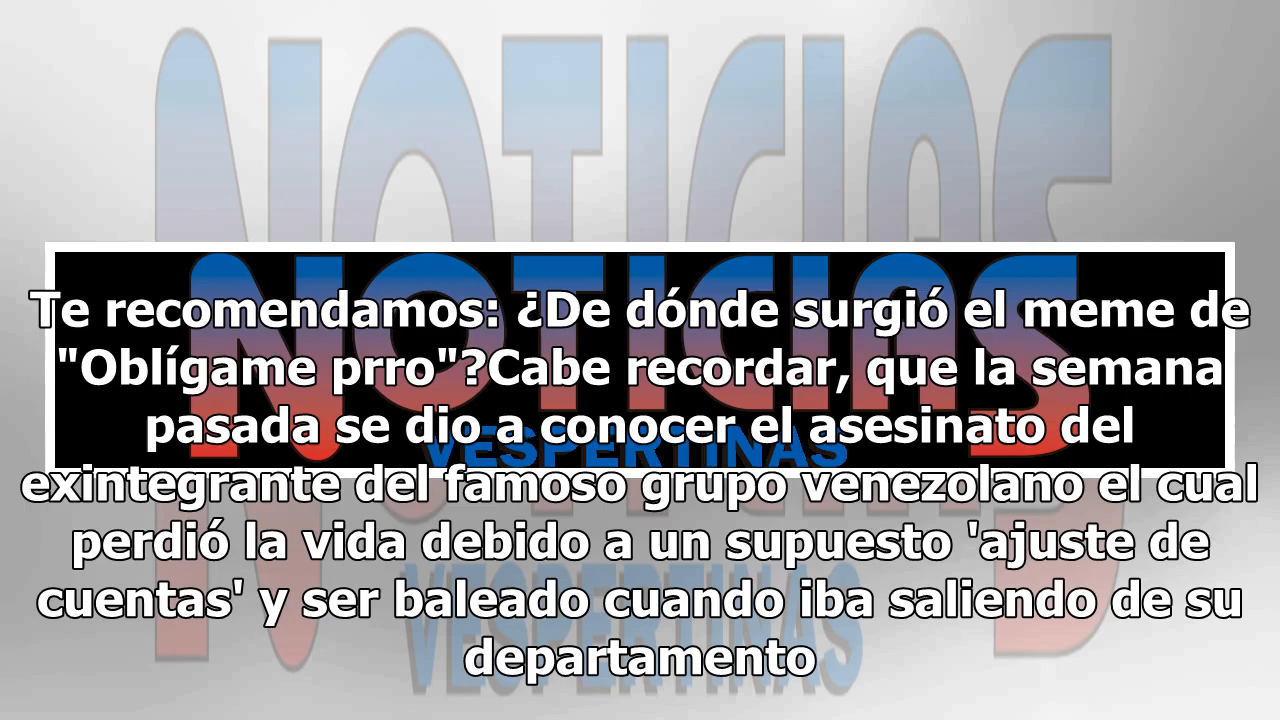 NOTICIAS
NOTICIAS
Te recomendamos: ¿De dónde surgió el meme de
"Oblígame prro"?Cabe recordar, que la semana
pasada se dio a conocer el asesinato del
VESPERTINAS
exintegrante del famoso grupo venezolano el cual
perdió la vida debido a un supuesto 'ajuste de
cuentas' y ser baleado cuando iba saliendo de su
departamento
VESPERTINAS